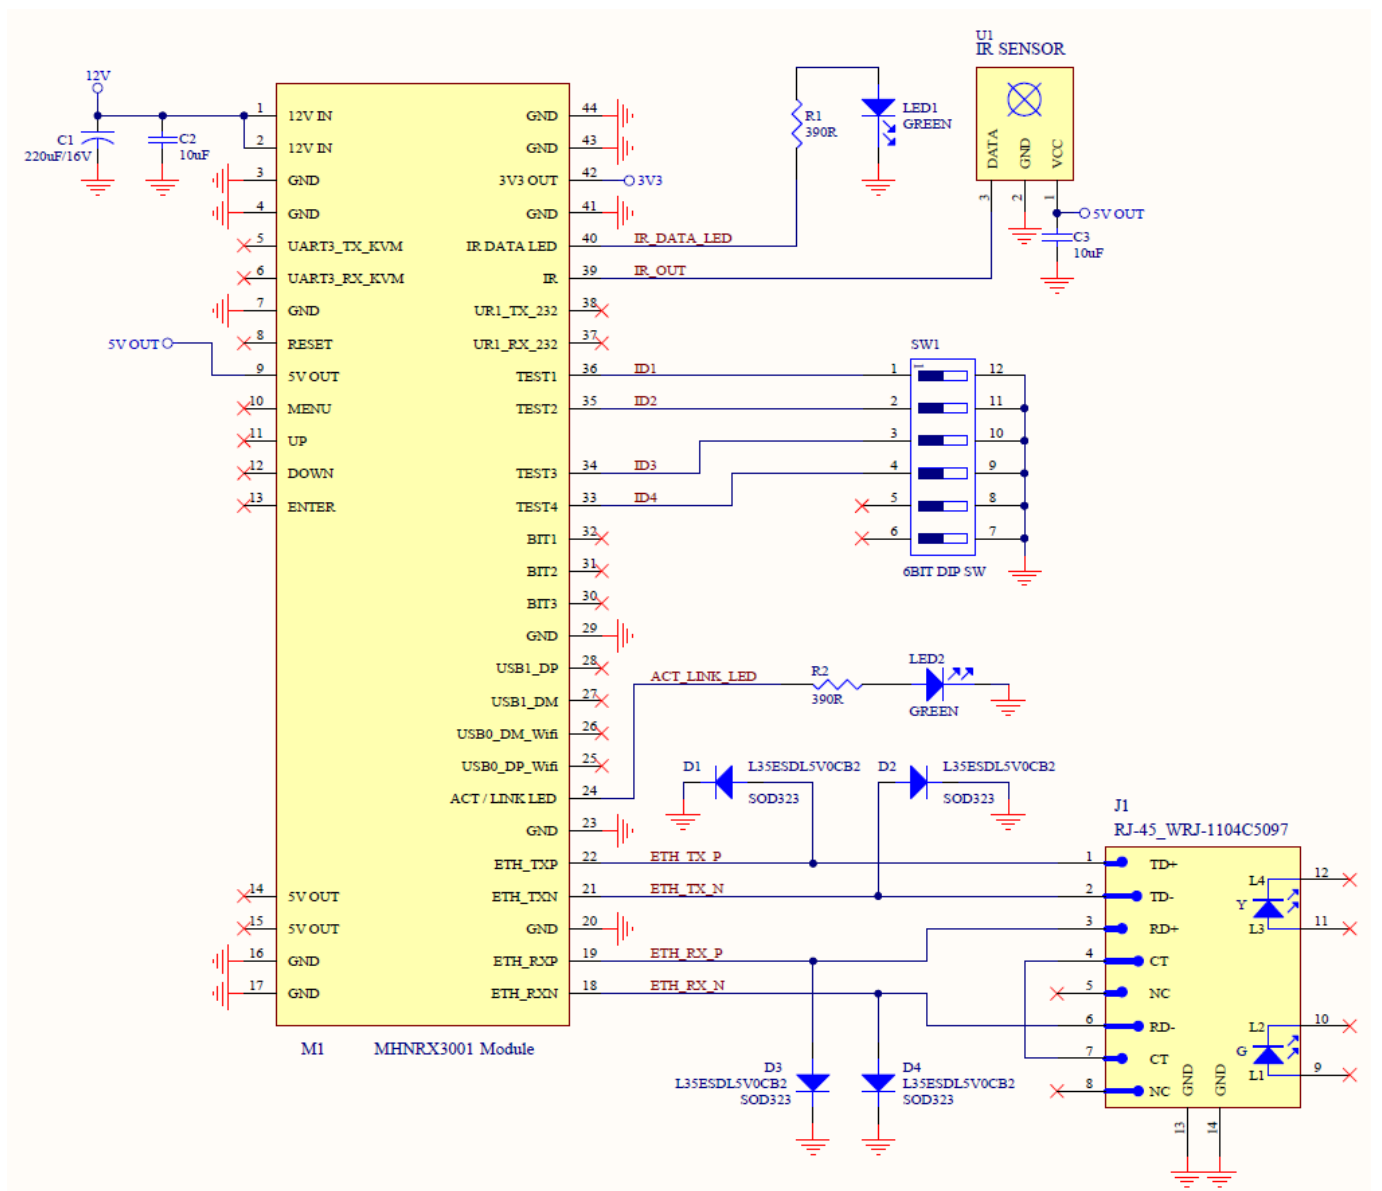 12V
C1
220uF/16V
C2
10uF
1 12V IN
2 12V IN
3 GND
4 GND
5 UART3_TX_KVM
6 UART3_RX_KVM
7 GND
8 RESET
5V OUT
9 5V OUT
10 MENU
11 UP
12 DOWN
13 ENTER
14 5V OUT
15 5V OUT
16 GND
17 GND
GND 44
GND 43
3V3 OUT 42 3V3
GND 41
IR DATA LED 40 IR_DATA_LED
IR 39 IR_OUT
UR1_TX_232 38
UR1_RX_232 37
TEST1 36 ID1
TEST2 35 ID2
TEST3 34 ID3
TEST4 33 ID4
BIT1 32
BIT2 31
BIT3 30
GND 29
USB1_DP 28
USB1_DM 27
USB0_DM_Wifi 26
USB0_DP_Wifi 25
ACT / LINK LED 24
GND 23
ETH_TXP 22 ETH_TX_P
ETH_TXN 21 ETH_TX_N
GND 20
ETH_RXP 19 ETH_RX_P
ETH_RXN 18 ETH_RX_N
M1 MHNRX3001 Module
R1
390R
LED1
GREEN
U1
IR SENSOR
DATA
GND
VCC
3
2
1
5V OUT
C3
10uF
SW1
1
1 12
2 11
3 10
4 9
5 8
6 7
6BIT DIP SW
ACT_LINK_LED
R2
390R
LED2
GREEN
D1
L35ESDL5V0CB2
SOD323
D2
L35ESDL5V0CB2
SOD323
D3
L35ESDL5V0CB2
SOD323
D4
L35ESDL5V0CB2
SOD323
J1
RJ-45_WRJ-1104C5097
1 TD+
2 TD-
3 RD+
4 CT
5 NC
6 RD-
7 CT
8 NC
L4 12
Y
L3 11
L2 10
G
L1 9
GND
GND
13
14